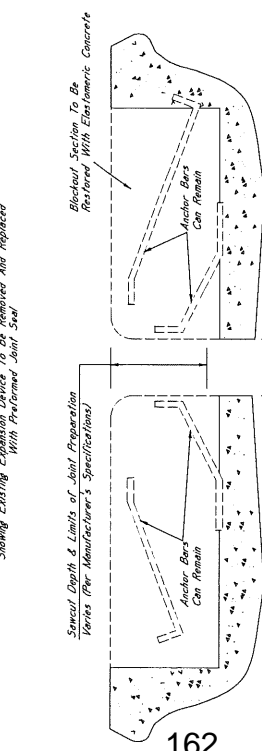 Showing Existing Expansion Device To Be Removed And Replaced
With Preformed Joint Seal
Sawcut Depth & Limits of Joint Preparation
Varies (Per Manufacturer's Specifications)
Anchor Bars
Can Remain
Blockout Section To Be
Restored With Elastomeric Concrete
Anchor Bars
Can Remain
162